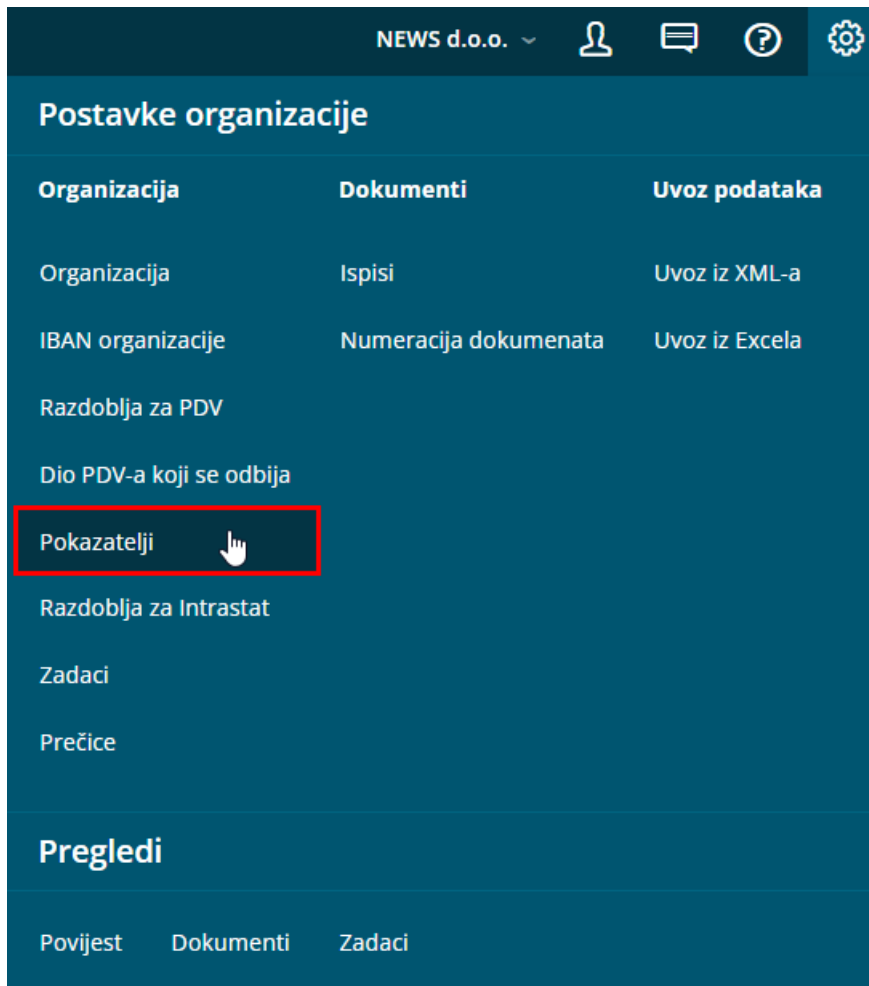 NEWS d.o.o.
Postavke organizacije
Organizacija Dokumenti Uvoz podataka
Organizacija Ispisi Uvoz iz XML-a
IBAN organizacije Numeracija dokumenata Uvoz iz Excela
Razdoblja za PDV
Dio PDV-a koji se odbija
Pokazatelji
Razdoblja za Intrastat
Zadaci
Prečice
Pregledi
Povijest Dokumenti Zadaci